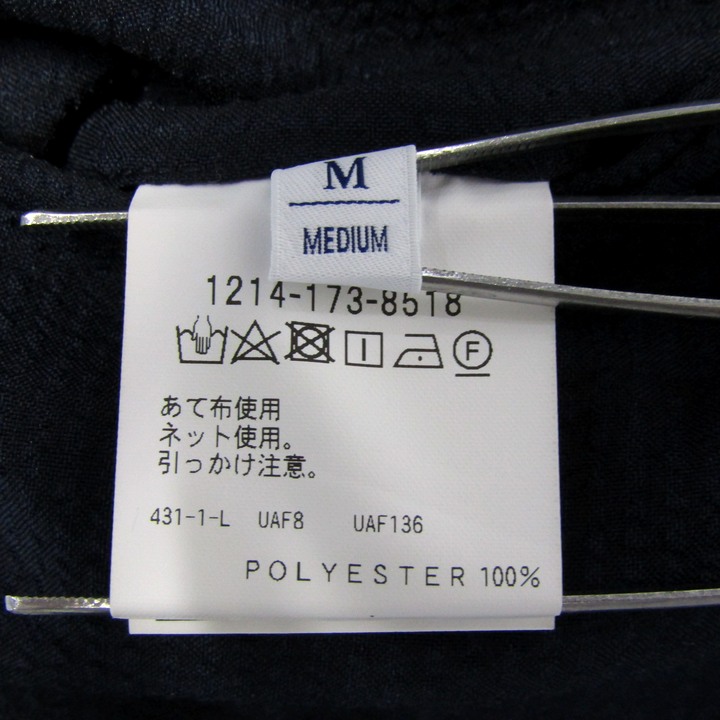 M
MEDIUM
1214-173-8518
F
あて布使用
ネット使用。
引っかけ注意。
431-1-L UAF8 UAF136
POLYESTER 100%